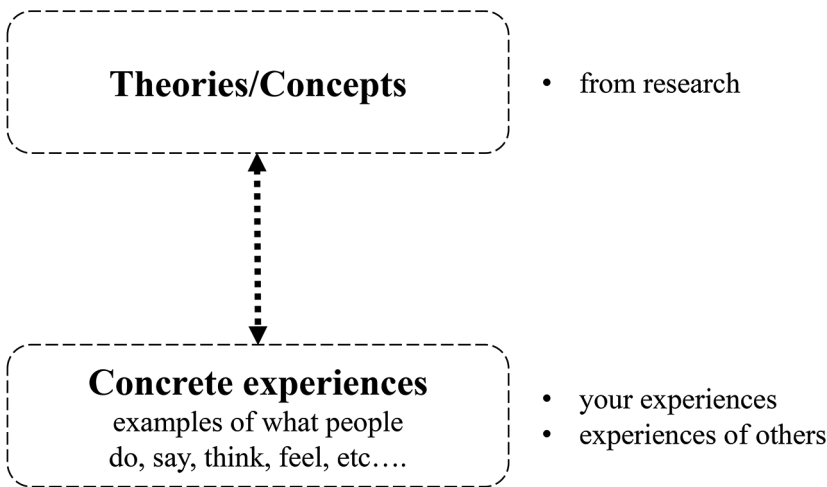 Theories/Concepts
• from research
Concrete experiences
examples of what people
do, say, think, feel, etc….
• your experiences
• experiences of others